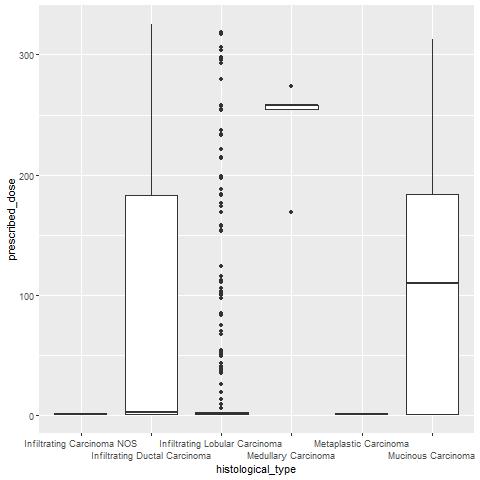 prescribed_dose
300
200
100
0
Infiltrating Carcinoma NOS Infiltrating Lobular Carcinoma Metaplastic Carcinoma
Infiltrating Ductal Carcinoma Medullary Carcinoma Mucinous Carcinoma
histological_type